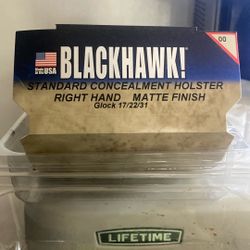 00
MADE IN USA
BLACKHAWK!
STANDARD CONCEALMENT HOLSTER
RIGHT HAND MATTE FINISH
Glock 17/22/31
LIFETIME